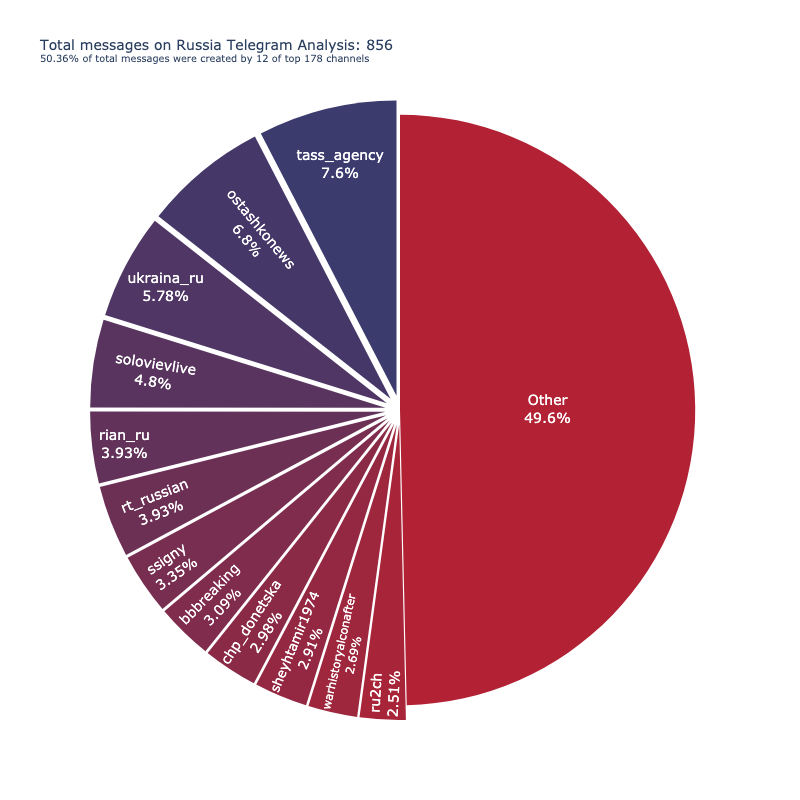 Total messages on Russia Telegram Analysis: 856
50.36% of total messages were created by 12 of top 178 channels
tass_agency
7.6%
ostashkonews
6.8%
ukraina_ru
5.78%
solovievlive
4.8%
rian_ru
3.93%
rt_russian
3.93%
ssigny
3.35%
bbbreaking
3.09%
chp_donetska
2.98%
sheyhtamir1974
2.91%
warhistoryalconafter
2.69%
ru2ch
2.51%
Other
49.6%